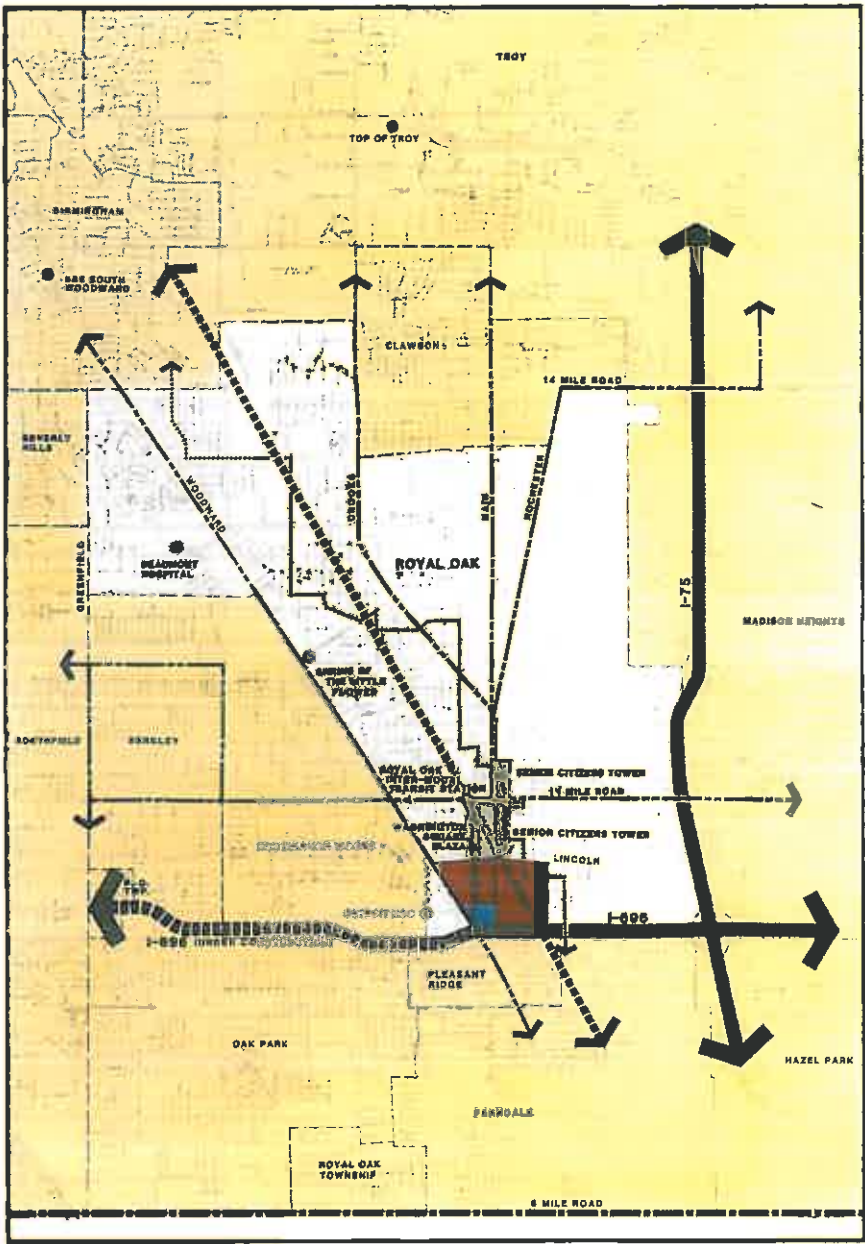 TROY
TOP OF TROY
BIRMINGHAM
555 SOUTH
WOODWARD
CLAWSON
14 MILE ROAD
BEVERLY
HILLS
WOODWARD
CROOKS
MAIN
ROCHESTER
GREENFIELD
BEAUMONT
HOSPITAL
ROYAL OAK
I-75
MADISON HEIGHTS
SHRINE OF
THE LITTLE
FLOWER
SOUTHFIELD
BERKLEY
ROYAL OAK
INTER-MODAL
TRANSIT STATION
SENIOR CITIZENS TOWER
11 MILE ROAD
WASHINGTON
SQUARE
PLAZA
SENIOR CITIZENS TOWER
LINCOLN
I-696
I-696
PLEASANT
RIDGE
OAK PARK
HAZEL PARK
FERNDALE
ROYAL OAK
TOWNSHIP
8 MILE ROAD